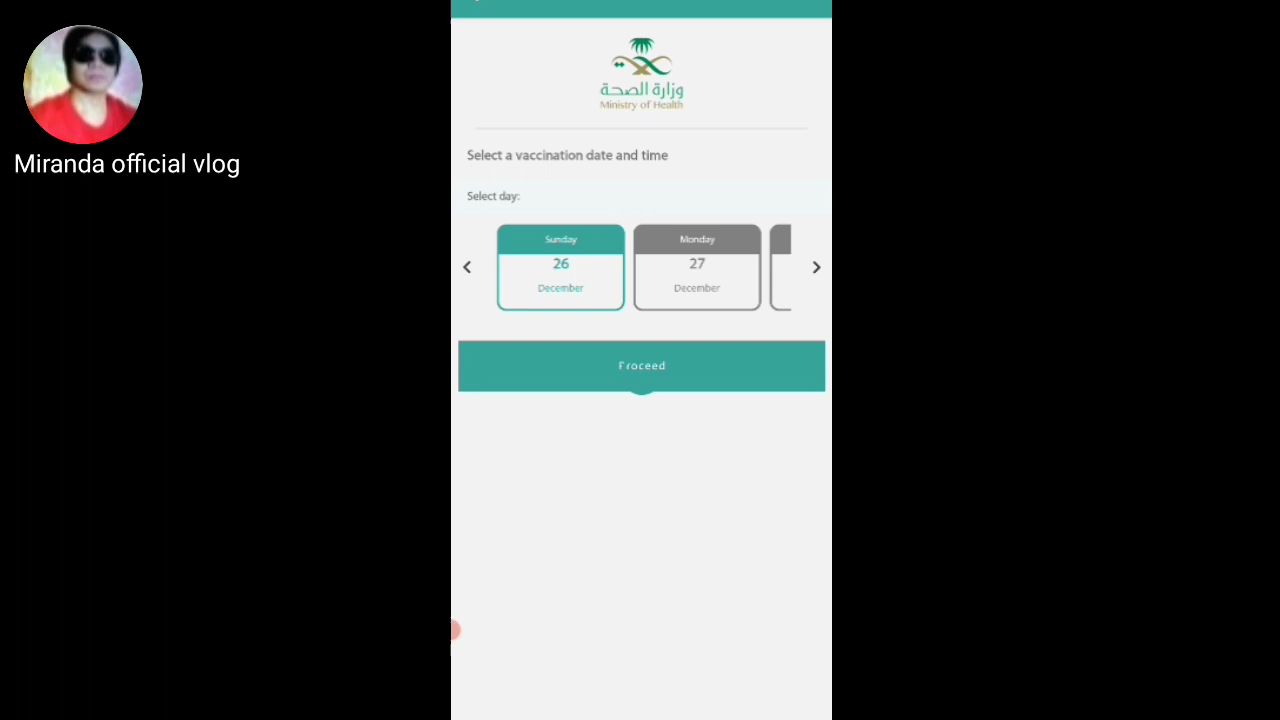 Miranda official vlog
وزارة الصحة
Ministry of Health
Select a vaccination date and time
Select day:
Sunday
26
December
Monday
27
December
Proceed